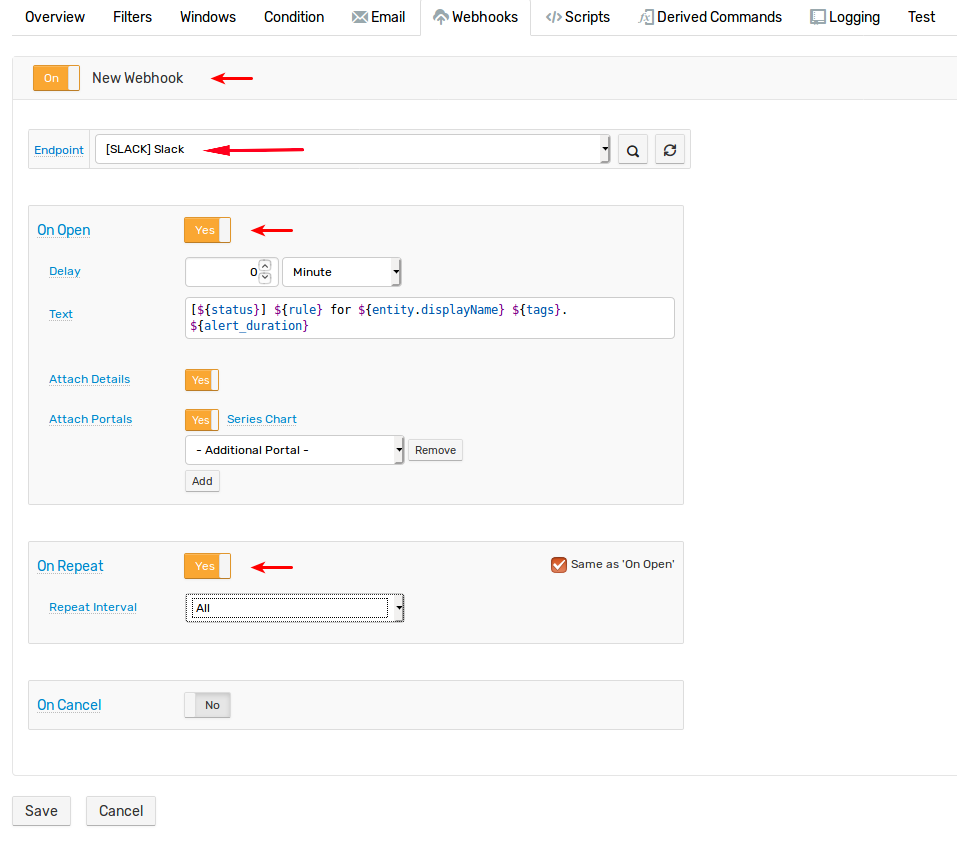 Overview Filters Windows Condition Email Webhooks Scripts Derived Commands Logging Test
On New Webhook
Endpoint [SLACK] Slack
On Open Yes
Delay 0 Minute
Text [${status}] ${rule} for ${entity.displayName} ${tags}.
${alert_duration}
Attach Details Yes
Attach Portals Yes Series Chart
- Additional Portal - Remove
Add
On Repeat Yes Same as 'On Open'
Repeat Interval All
On Cancel No
Save Cancel